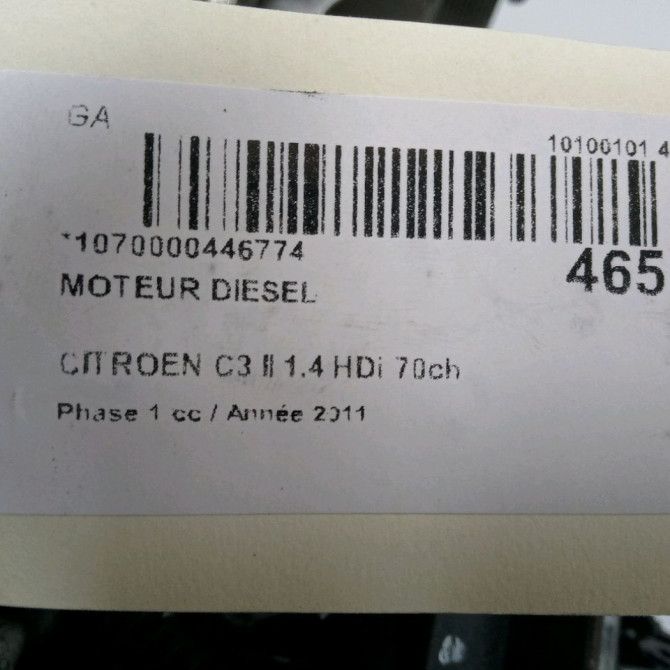 GA
10100101 4
*1070000446774
465
MOTEUR DIESEL
CITROEN C3 II 1.4 HDi 70ch
Phase 1 cc / Année 2011